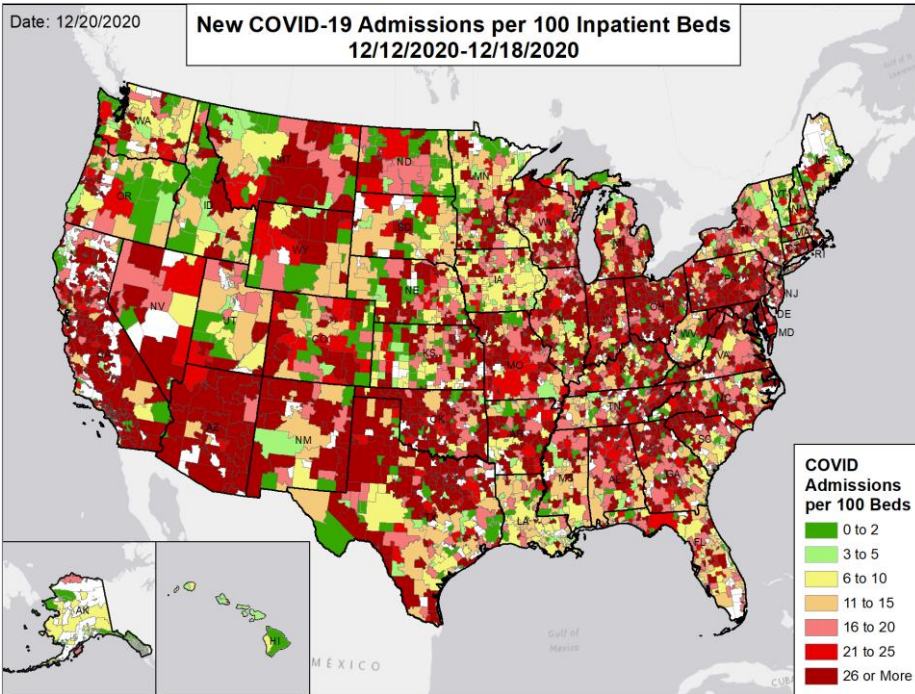 Date: 12/20/2020
New COVID-19 Admissions per 100 Inpatient Beds
12/12/2020-12/18/2020
WA
MT
ND
MN
ME
OR
ID
SD
WI
MI
VT
NH
NY
MA
RI
WY
IA
PA
NJ
NV
NE
OH
DE
MD
UT
CO
IL
IN
WV
VA
CA
KS
MO
KY
NC
TN
AZ
NM
OK
AR
SC
MS
AL
GA
LA
FL
AK
HI
MÉXICO
Gulf of
Mexico
CUBA
COVID
Admissions
per 100 Beds
0 to 2
3 to 5
6 to 10
11 to 15
16 to 20
21 to 25
26 or More